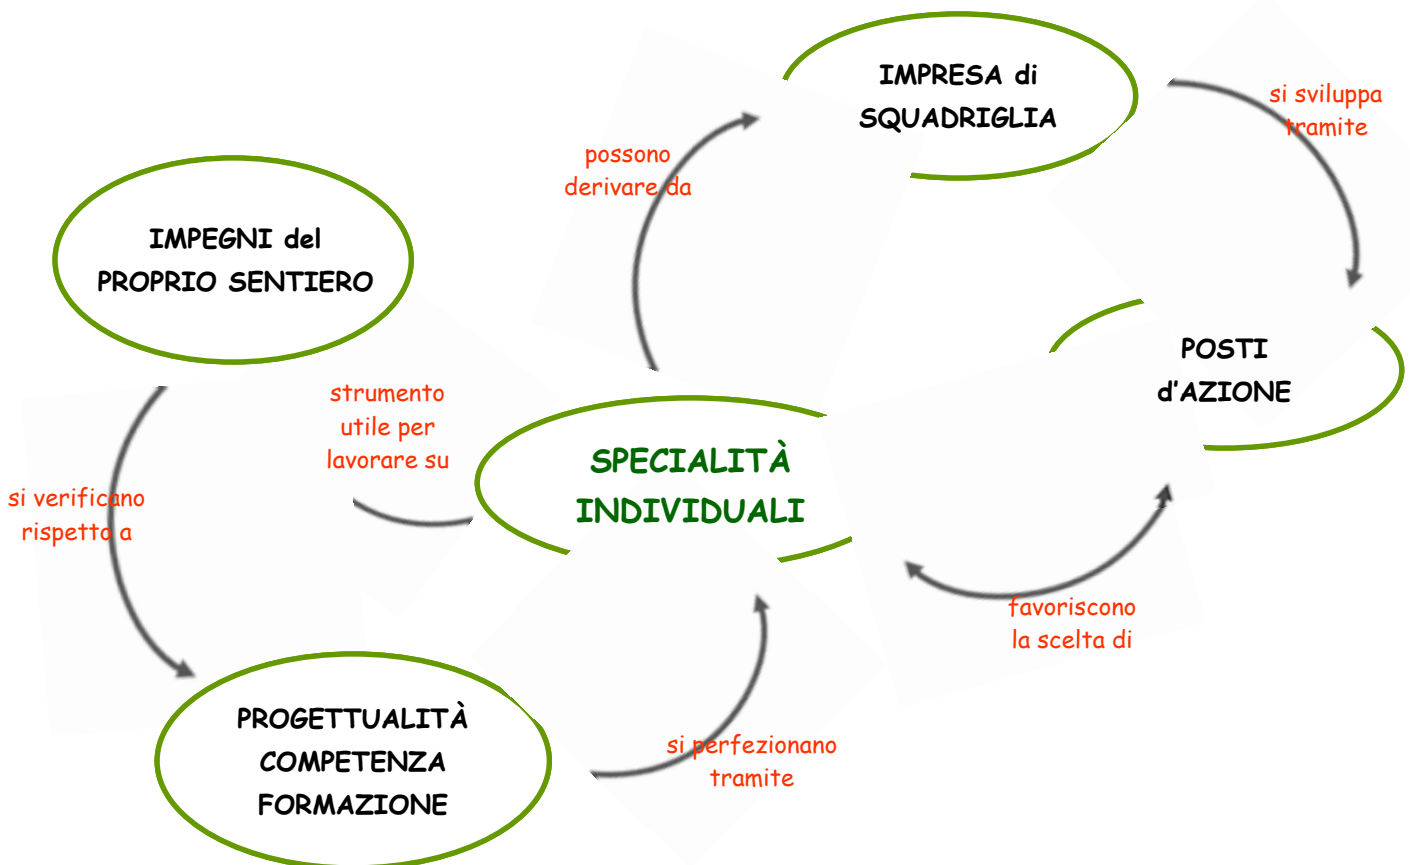 IMPRESA di
SQUADRIGLIA
si sviluppa
tramite
possono
derivare da
IMPEGNI del
PROPRIO SENTIERO
POSTI
d'AZIONE
strumento
utile per
lavorare su
SPECIALITÀ
INDIVIDUALI
si verificano
rispetto a
favoriscono
la scelta di
PROGETTUALITÀ
COMPETENZA
FORMAZIONE
si perfezionano
tramite